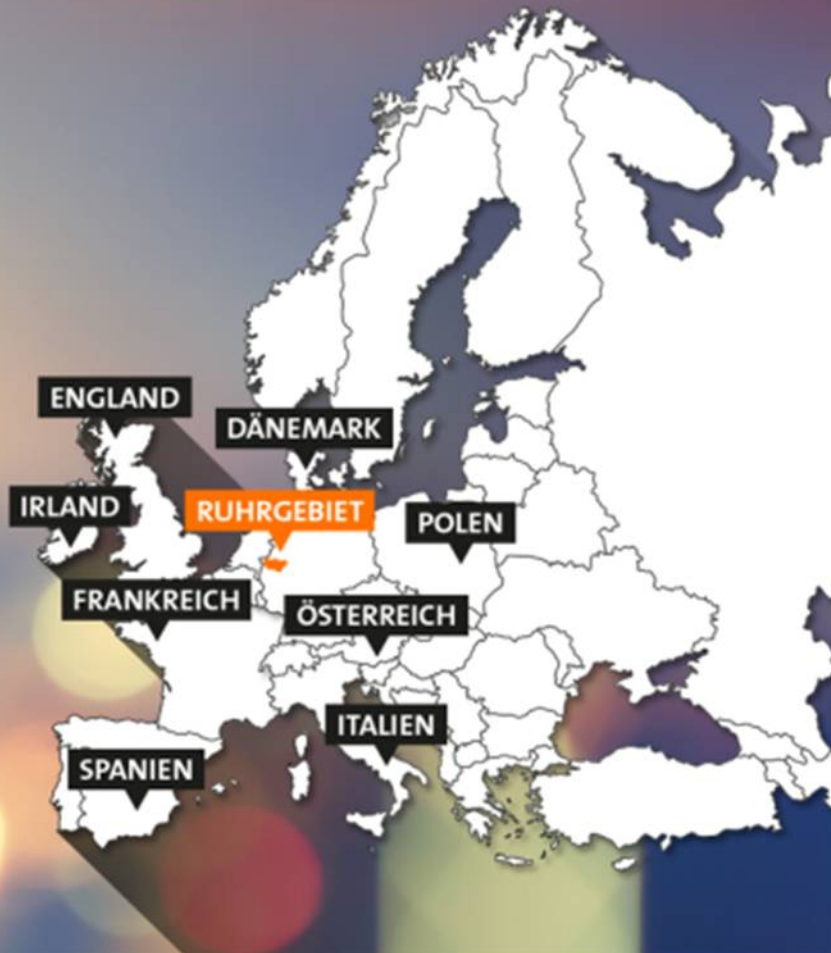 ENGLAND
DÄNEMARK
IRLAND
RUHRGEBIET
POLEN
FRANKREICH
ÖSTERREICH
ITALIEN
SPANIEN